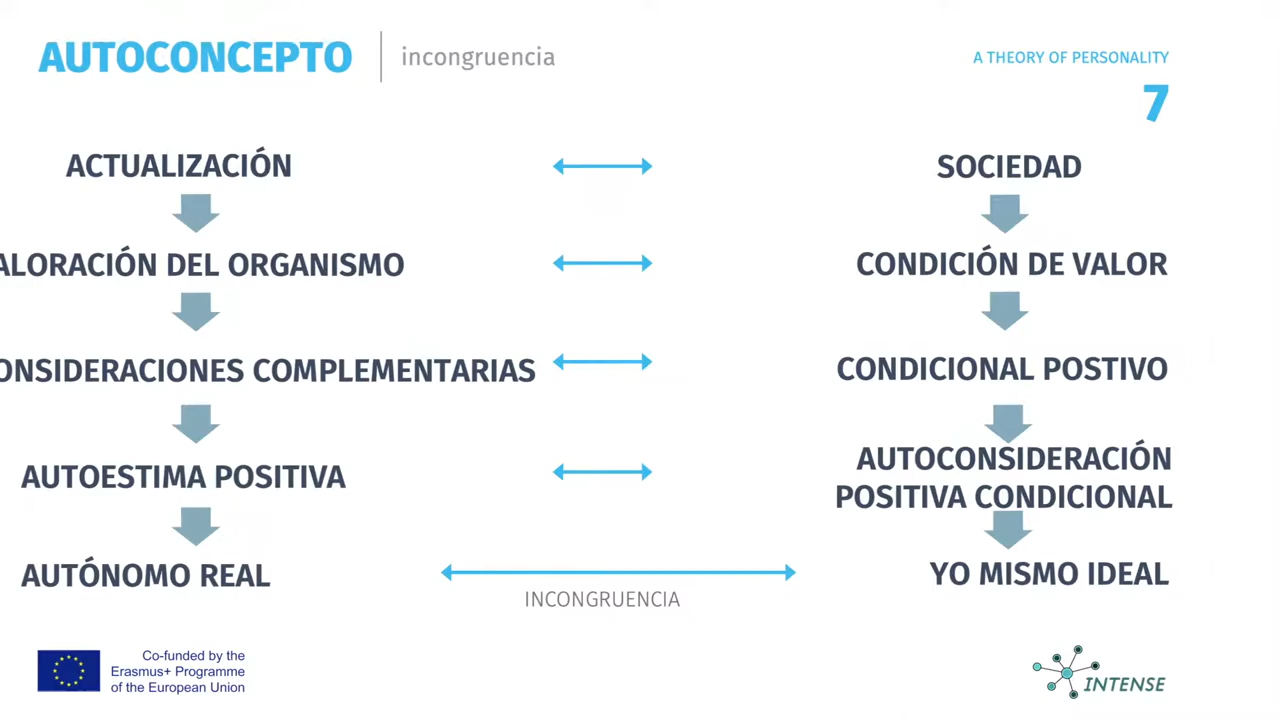 AUTOCONCEPTO
incongruencia
A THEORY OF PERSONALITY
7
ACTUALIZACIÓN
SOCIEDAD
ALORACIÓN DEL ORGANISMO
CONDICIÓN DE VALOR
ONSIDERACIONES COMPLEMENTARIAS
CONDICIONAL POSTIVO
AUTOESTIMA POSITIVA
AUTOCONSIDERACIÓN
POSITIVA CONDICIONAL
AUTÓNOMO REAL
YO MISMO IDEAL
INCONGRUENCIA
Co-funded by the
Erasmus+ Programme
of the European Union
INTENSE